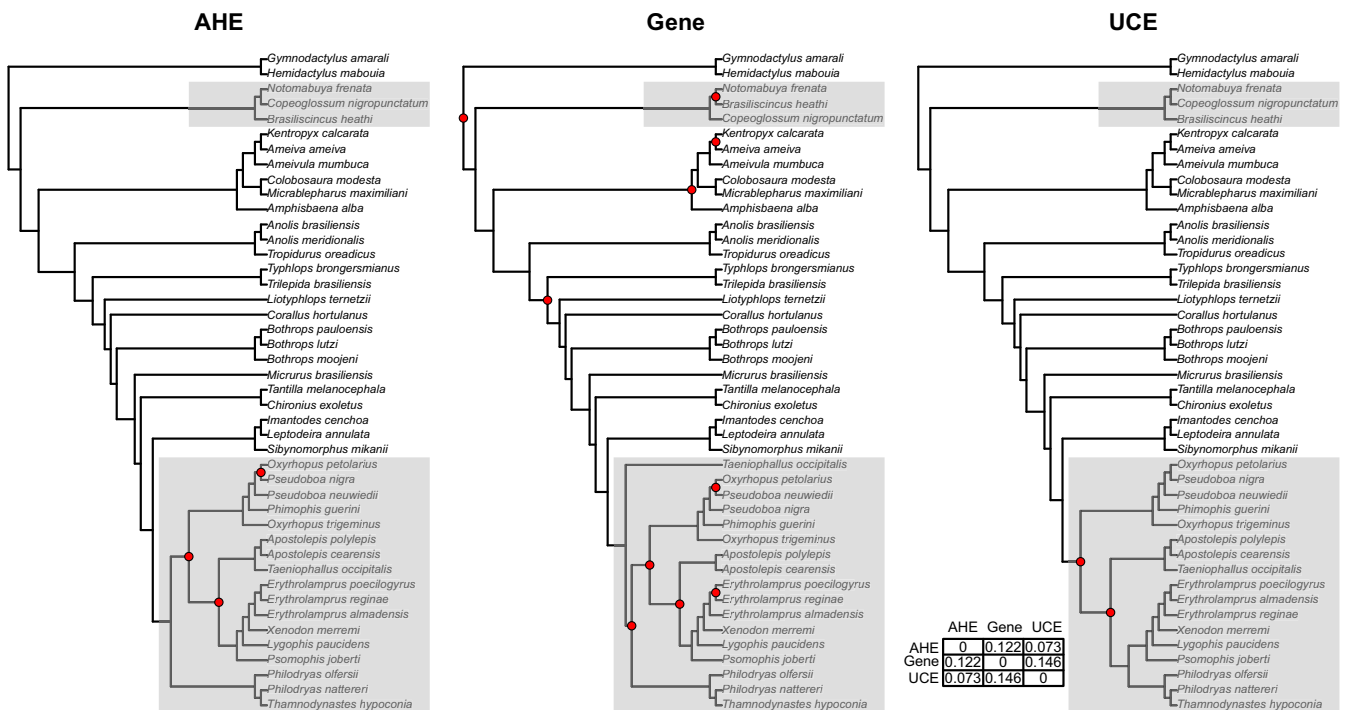 AHE
Gymnodactylus amarali
Hemidactylus mabouia
Notomabuya frenata
Copeoglossum nigropunctatum
Brasiliscincus heathi
Kentropyx calcarata
Ameiva ameiva
Ameivula mumbuca
Colobosaura modesta
Micrablepharus maximiliani
Amphisbaena alba
Anolis brasiliensis
Anolis meridionalis
Tropidurus oreadicus
Typhlops brongersmianus
Trilepida brasiliensis
Liotyphlops ternetzii
Corallus hortulanus
Bothrops pauloensis
Bothrops lutzi
Bothrops moojeni
Micrurus brasiliensis
Tantilla melanocephala
Chironius exoletus
Imantodes cenchoa
Leptodeira annulata
Sibynomorphus mikanii
Oxyrhopus petolarius
Pseudoboa nigra
Pseudoboa neuwiedii
Phimophis guerini
Oxyrhopus trigeminus
Apostolepis polylepis
Apostolepis cearensis
Taeniophallus occipitalis
Erythrolamprus poecilogyrus
Erythrolamprus reginae
Erythrolamprus almadensis
Xenodon merremi
Lygophis paucidens
Psomophis joberti
Philodryas olfersii
Philodryas nattereri
Thamnodynastes hypoconia
Gene
Gymnodactylus amarali
Hemidactylus mabouia
Notomabuya frenata
Brasiliscincus heathi
Copeoglossum nigropunctatum
Kentropyx calcarata
Ameiva ameiva
Ameivula mumbuca
Colobosaura modesta
Micrablepharus maximiliani
Amphisbaena alba
Anolis brasiliensis
Anolis meridionalis
Tropidurus oreadicus
Typhlops brongersmianus
Trilepida brasiliensis
Liotyphlops ternetzii
Corallus hortulanus
Bothrops pauloensis
Bothrops lutzi
Bothrops moojeni
Micrurus brasiliensis
Tantilla melanocephala
Chironius exoletus
Imantodes cenchoa
Leptodeira annulata
Sibynomorphus mikanii
Taeniophallus occipitalis
Oxyrhopus petolarius
Pseudoboa neuwiedii
Pseudoboa nigra
Phimophis guerini
Oxyrhopus trigeminus
Apostolepis polylepis
Apostolepis cearensis
Erythrolamprus poecilogyrus
Erythrolamprus reginae
Erythrolamprus almadensis
Xenodon merremi
Lygophis paucidens
Psomophis joberti
Philodryas olfersii
Philodryas nattereri
Thamnodynastes hypoconia
UCE
Gymnodactylus amarali
Hemidactylus mabouia
Notomabuya frenata
Copeoglossum nigropunctatum
Brasiliscincus heathi
Kentropyx calcarata
Ameiva ameiva
Ameivula mumbuca
Colobosaura modesta
Micrablepharus maximiliani
Amphisbaena alba
Anolis brasiliensis
Anolis meridionalis
Tropidurus oreadicus
Typhlops brongersmianus
Trilepida brasiliensis
Liotyphlops ternetzii
Corallus hortulanus
Bothrops pauloensis
Bothrops lutzi
Bothrops moojeni
Micrurus brasiliensis
Tantilla melanocephala
Chironius exoletus
Imantodes cenchoa
Leptodeira annulata
Sibynomorphus mikanii
Oxyrhopus petolarius
Pseudoboa nigra
Pseudoboa neuwiedii
Phimophis guerini
Oxyrhopus trigeminus
Apostolepis polylepis
Apostolepis cearensis
Taeniophallus occipitalis
Erythrolamprus poecilogyrus
Erythrolamprus almadensis
Erythrolamprus reginae
Xenodon merremi
Lygophis paucidens
Psomophis joberti
Philodryas olfersii
Philodryas nattereri
Thamnodynastes hypoconia
AHE Gene UCE
AHE 0 0.122 0.073
Gene 0.122 0 0.146
UCE 0.073 0.146 0